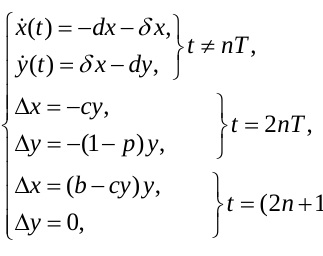 ẋ(t) = −dx − δx,
ẏ(t) = δx − dy, t ≠ nT,
Δx = −cy,
Δy = −(1 − p) y, t = 2nT,
Δx = (b − cy) y,
Δy = 0, t = (2n + 1